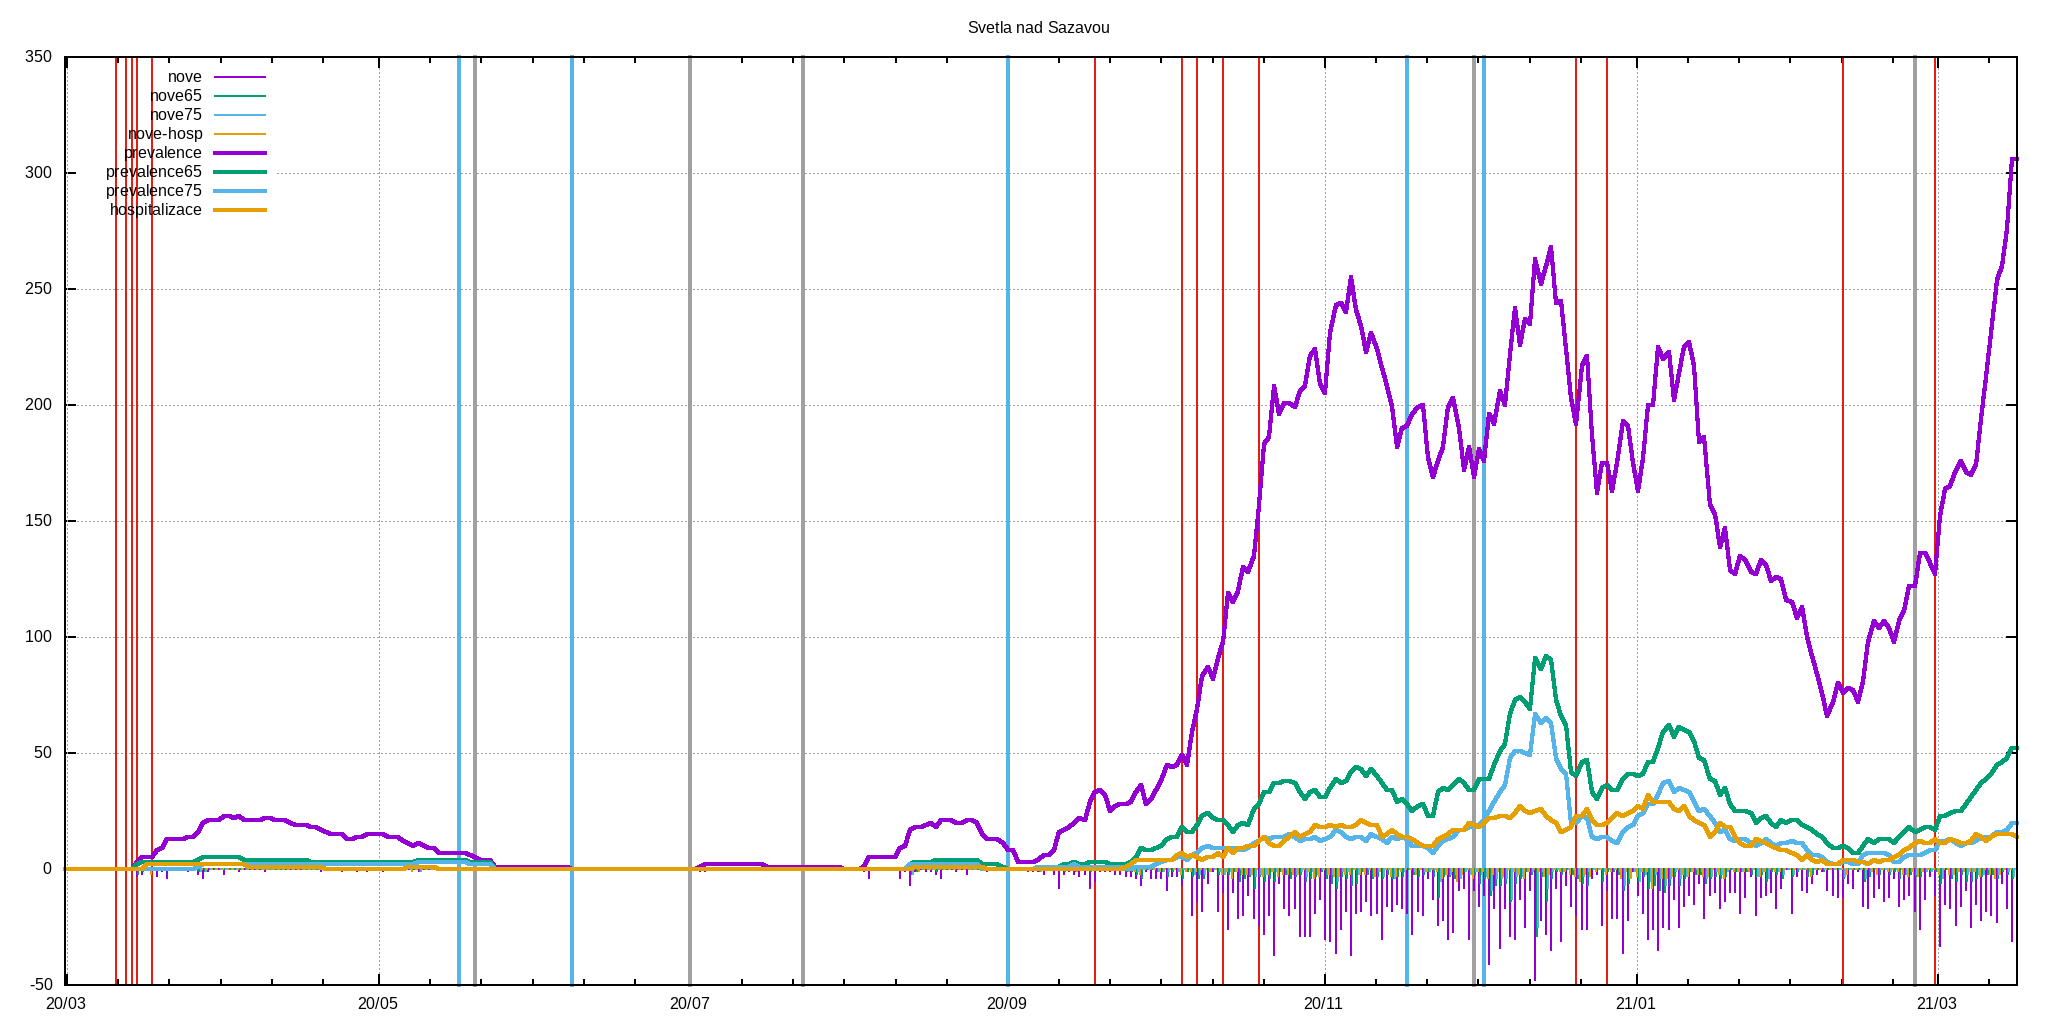 Svetla nad Sazavou
350
300
250
200
150
100
50
0
-50
nove
nove65
nove75
nove-hosp
prevalence
prevalence65
prevalence75
hospitalizace
20/03
20/05
20/07
20/09
20/11
21/01
21/03